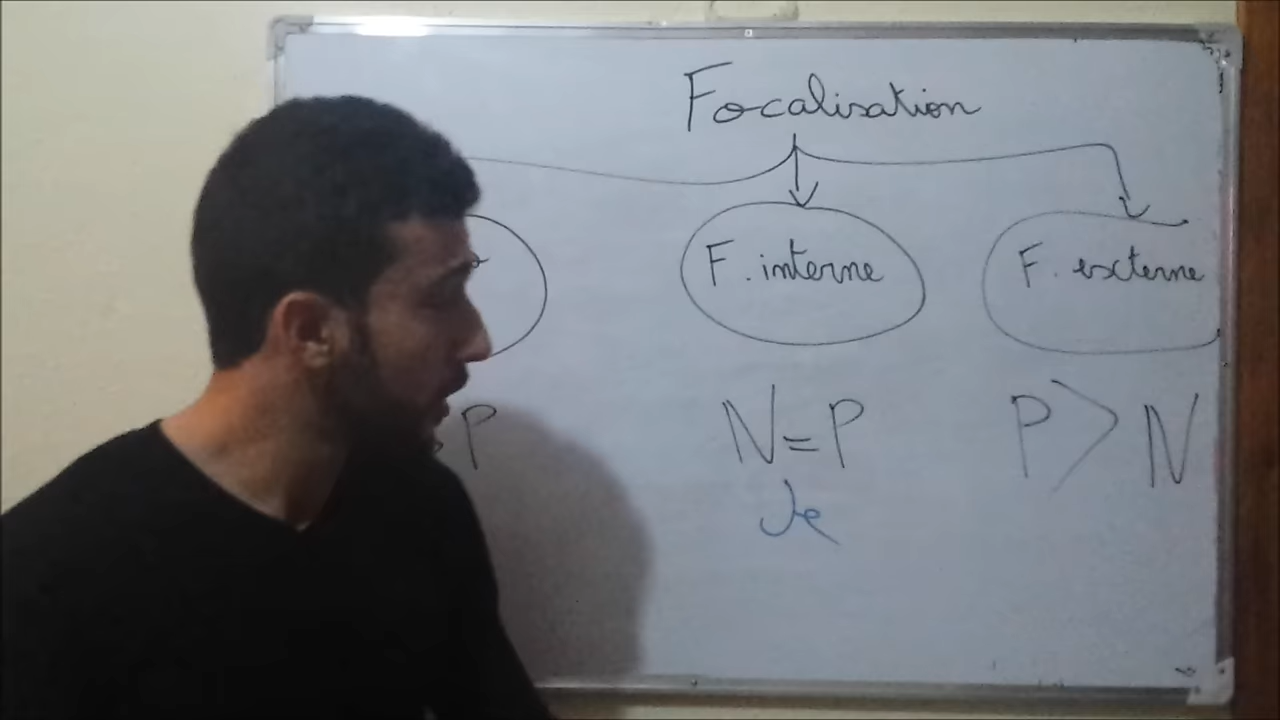 Focalisation
F. interne
F. externe
P
N = P
P > N
Je